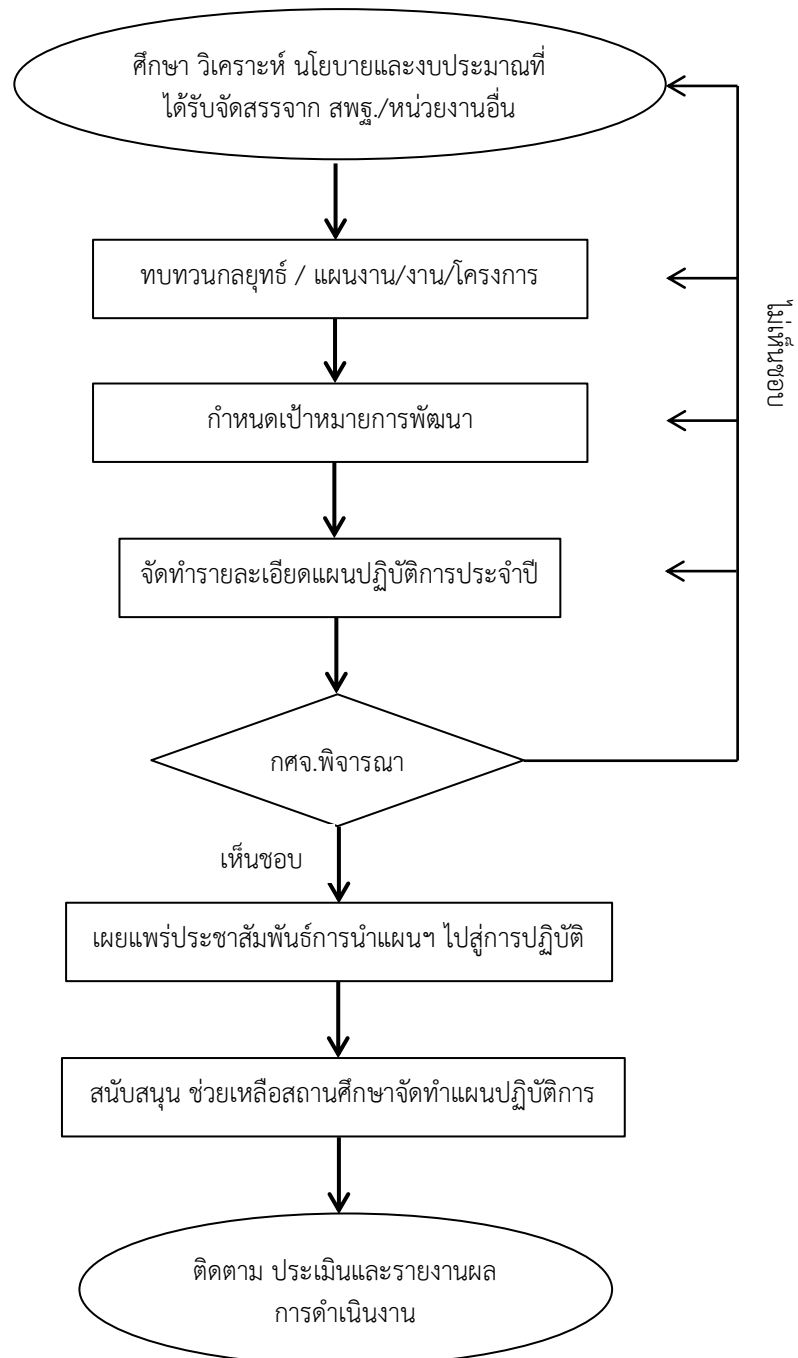 ศึกษา วิเคราะห์ นโยบายและงบประมาณที่
ได้รับจัดสรรจาก สพฐ./หน่วยงานอื่น
ทบทวนกลยุทธ์ / แผนงาน/งาน/โครงการ
กำหนดเป้าหมายการพัฒนา
จัดทำรายละเอียดแผนปฏิบัติการประจำปี
กศจ.พิจารณา
ไม่เห็นชอบ
เห็นชอบ
เผยแพร่ประชาสัมพันธ์การนำแผนฯ ไปสู่การปฏิบัติ
สนับสนุน ช่วยเหลือสถานศึกษาจัดทำแผนปฏิบัติการ
ติดตาม ประเมินและรายงานผล
การดำเนินงาน